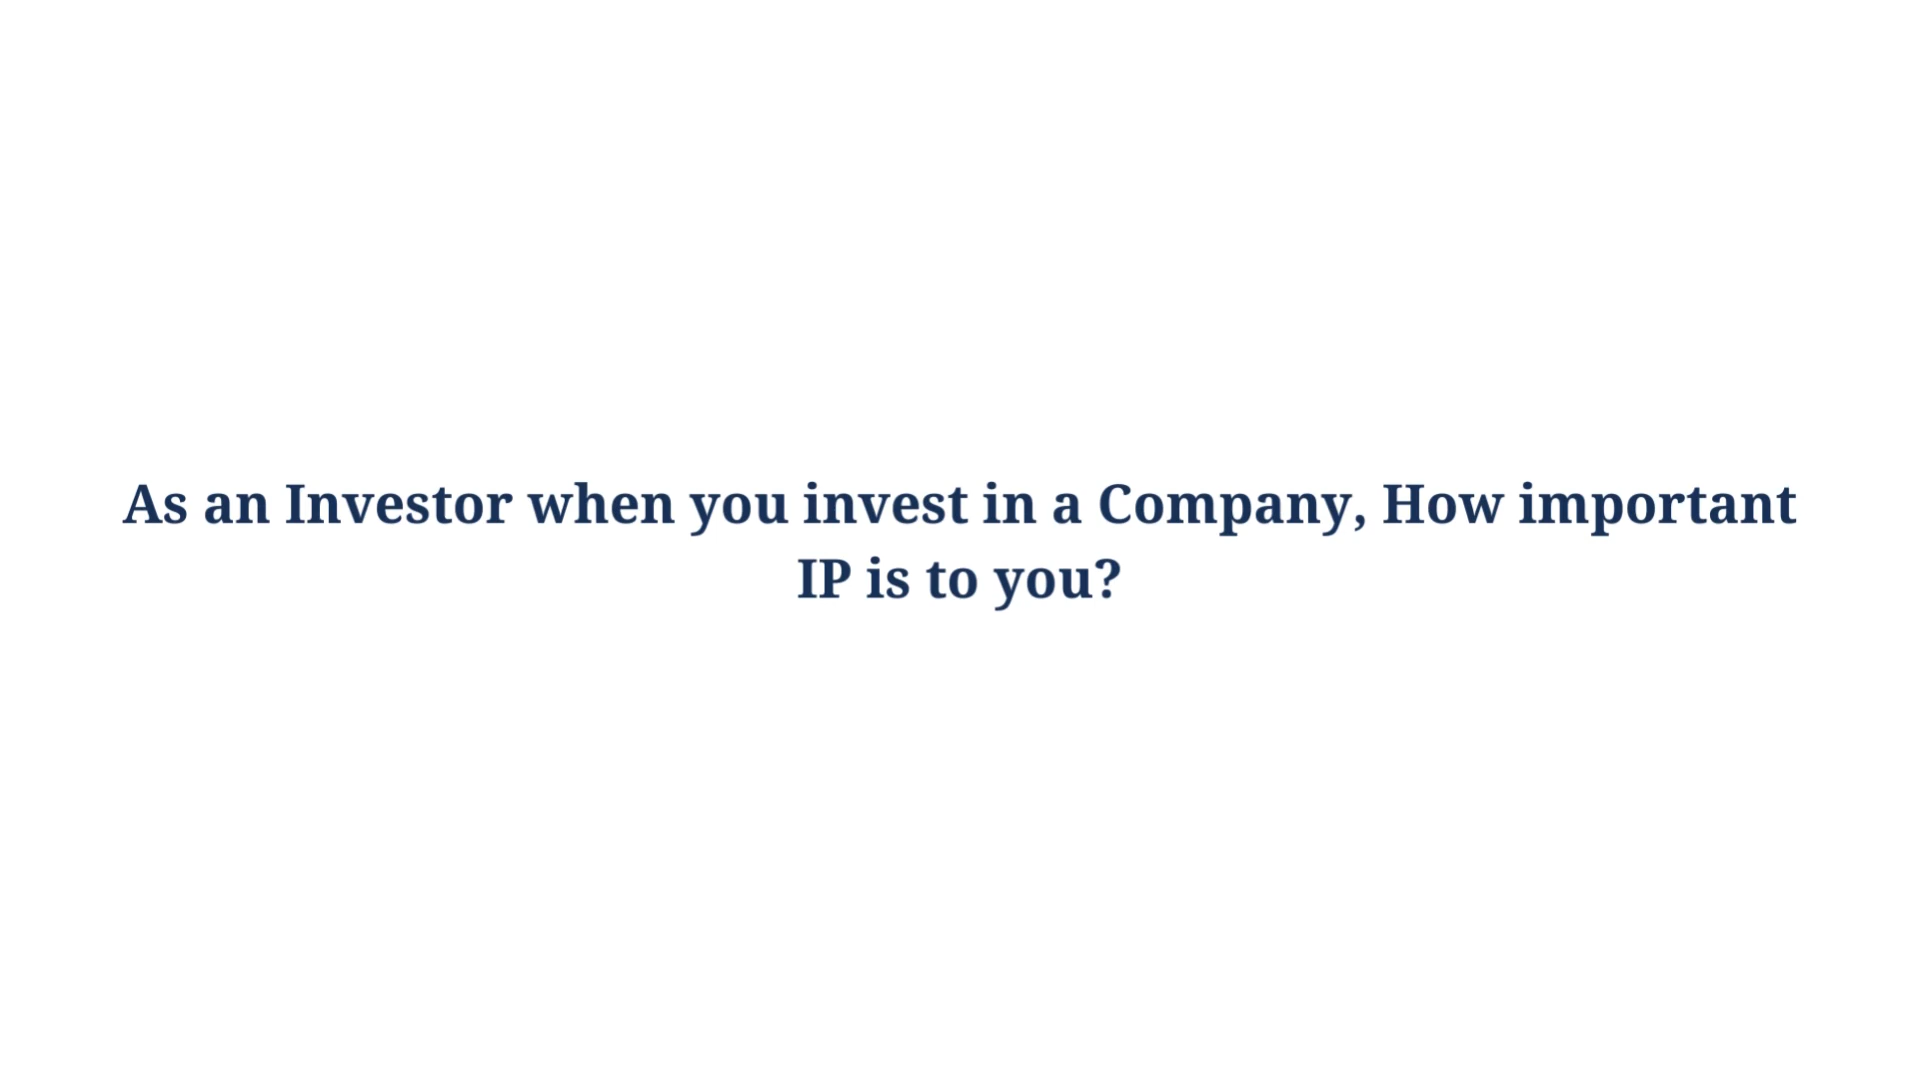 As an Investor when you invest in a Company, How important
IP is to you?